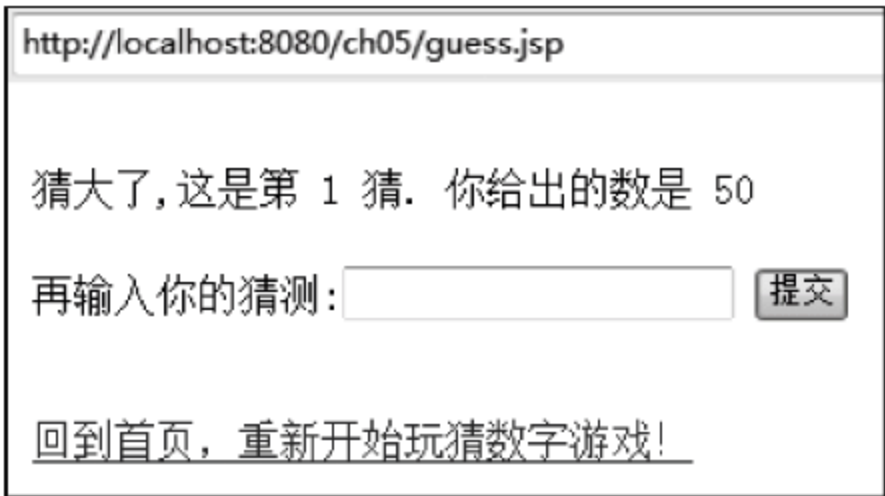 http://localhost:8080/ch05/guess.jsp
猜大了,这是第 1 猜. 你给出的数是 50
再输入你的猜测: 提交
回到首页，重新开始玩猜数字游戏!